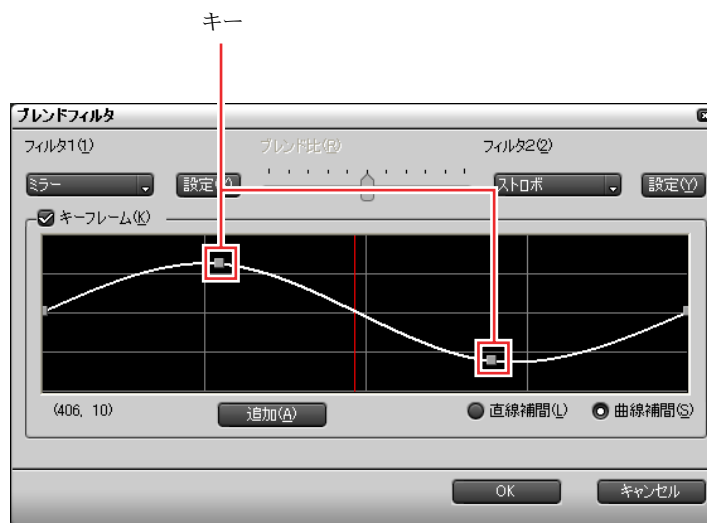 キー
ブレンドフィルタ
フィルタ1(1)
ブレンド比(R)
フィルタ2(2)
ミラー
設定
ストロボ
設定(Y)
キーフレーム(K)
(406, 10)
追加(A)
直線補間(L)
曲線補間(S)
OK
キャンセル